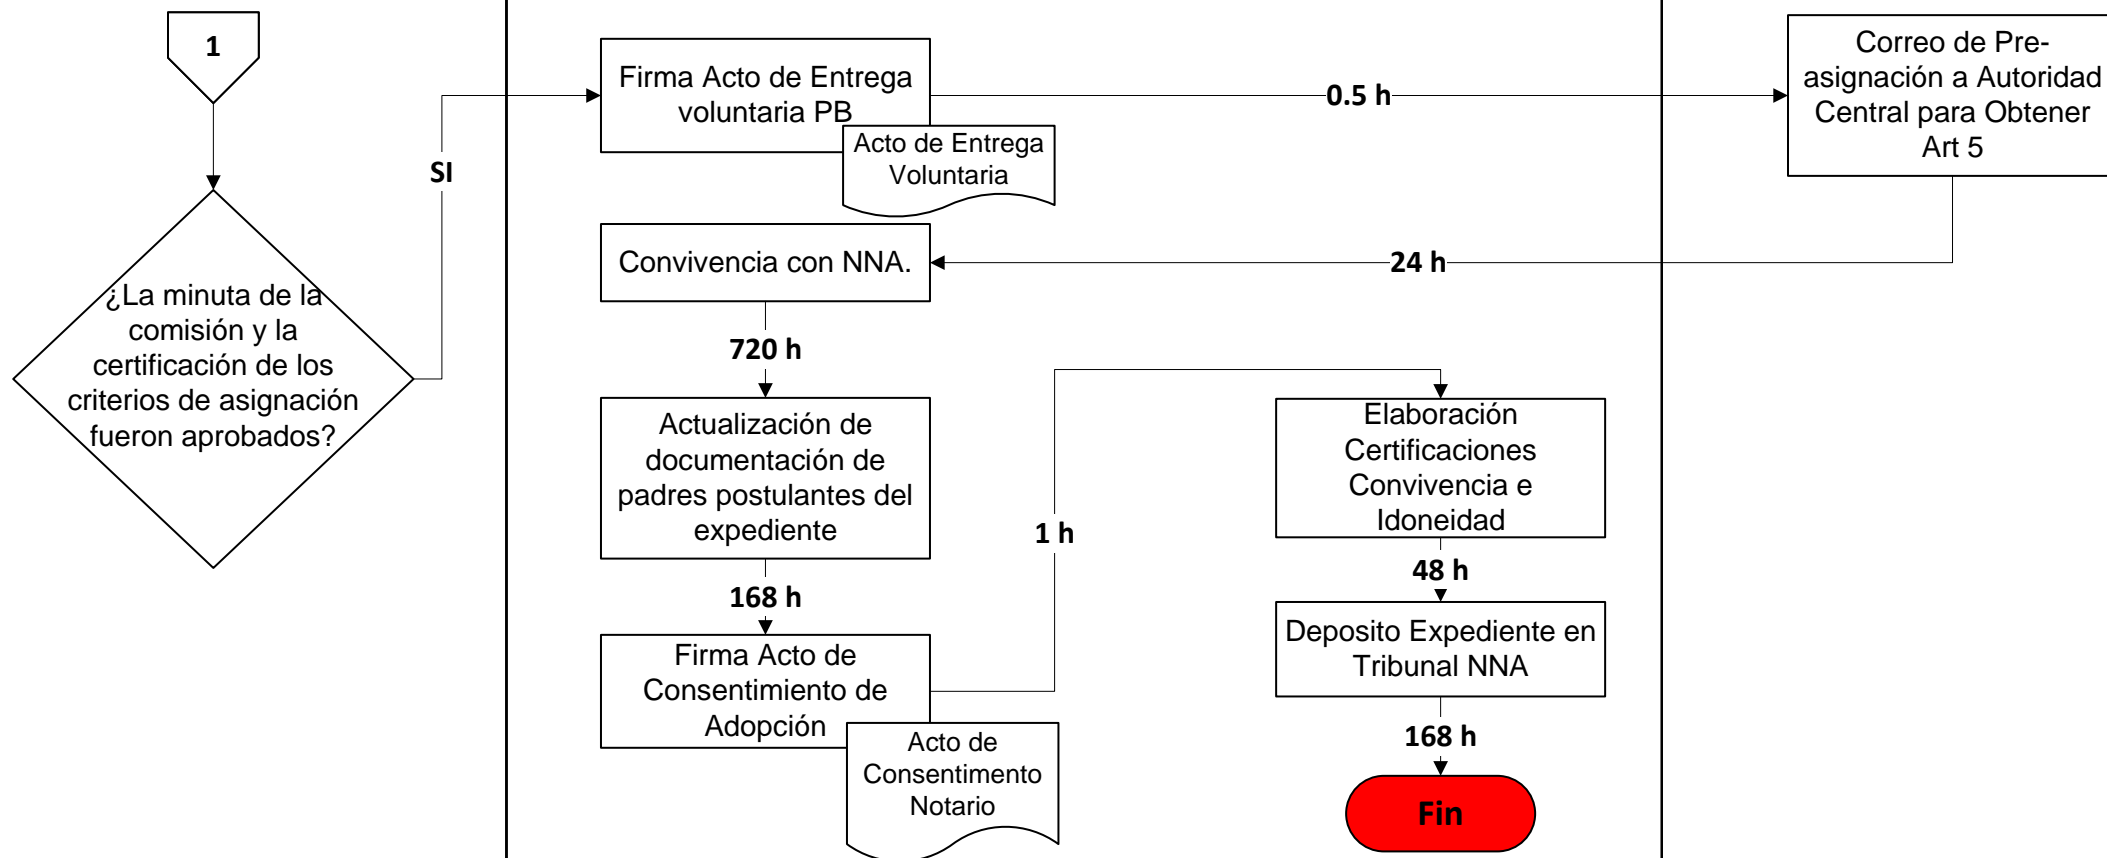 1
¿La minuta de la
comisión y la
certificación de los
criterios de asignación
fueron aprobados?
SI
Firma Acto de Entrega
voluntaria PB
Acto de Entrega
Voluntaria
0.5 h
Correo de Pre-
asignación a Autoridad
Central para Obtener
Art 5
24 h
Convivencia con NNA.
720 h
Actualización de
documentación de
padres postulantes del
expediente
168 h
Firma Acto de
Consentimiento de
Adopción
Acto de
Consentimento
Notario
1 h
Elaboración
Certificaciones
Convivencia e
Idoneidad
48 h
Deposito Expediente en
Tribunal NNA
168 h
Fin